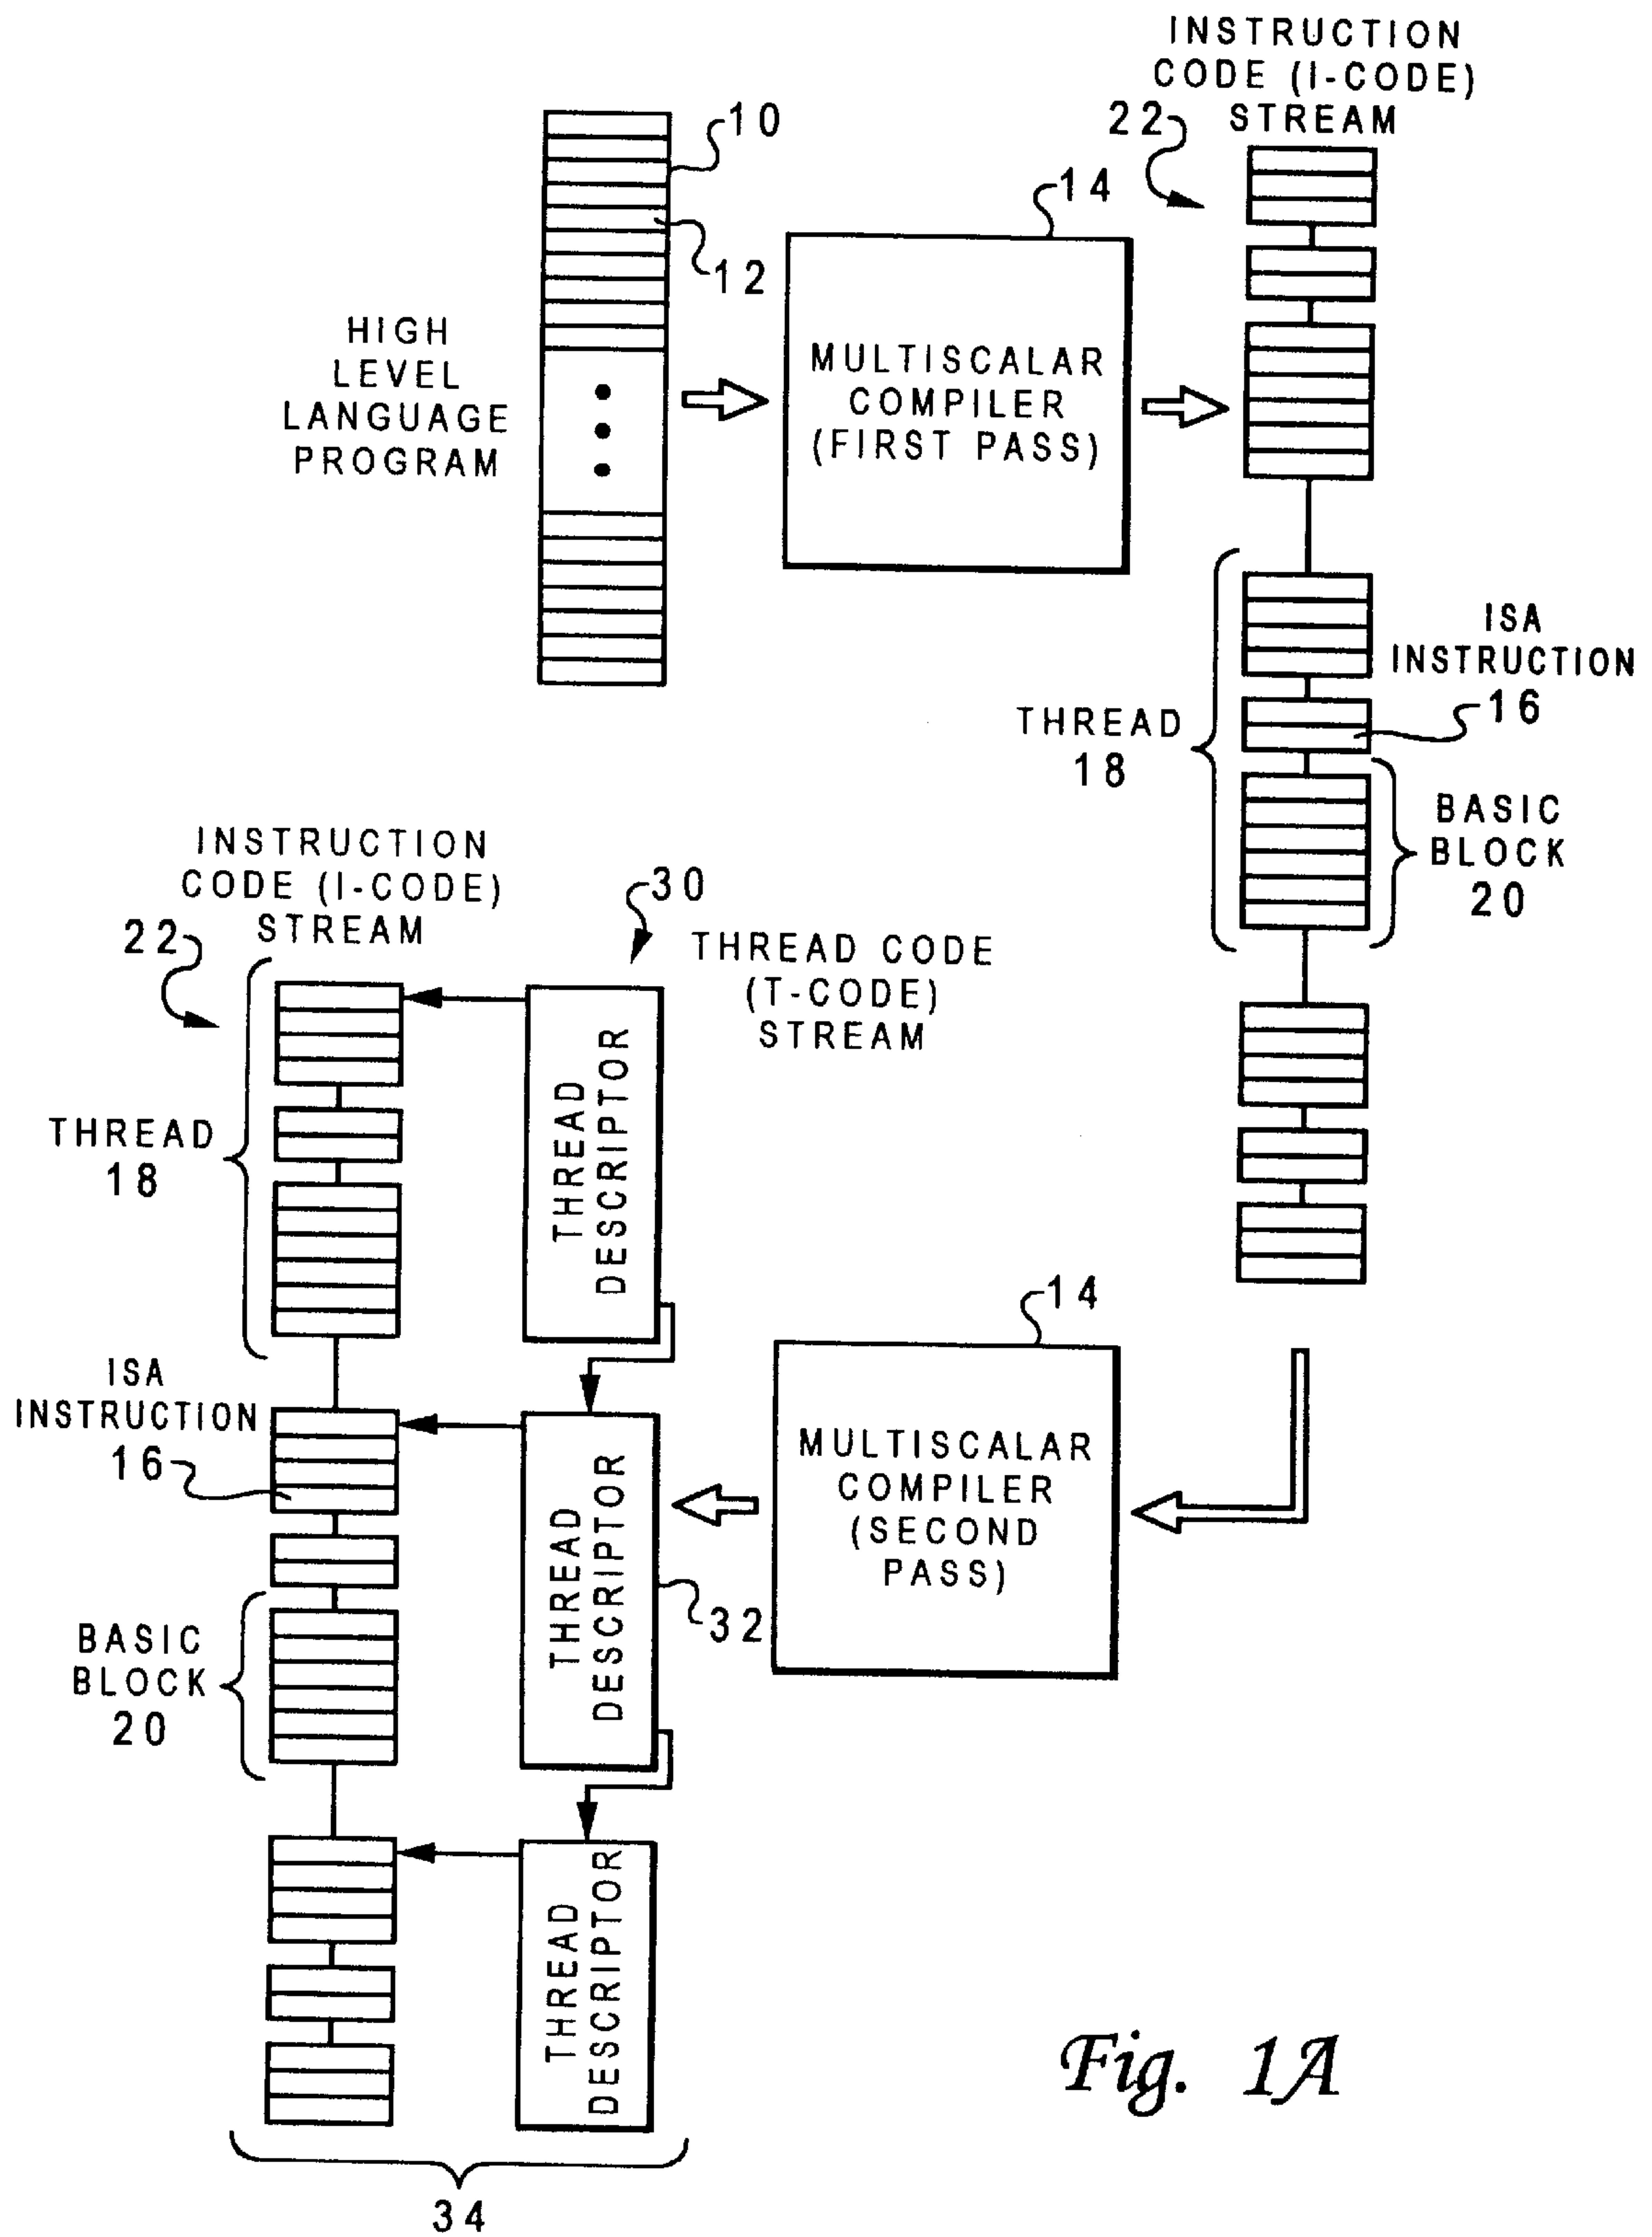 INSTRUCTION
CODE (I-CODE)
STREAM
22
10
12
14
HIGH
LEVEL
LANGUAGE
PROGRAM
MULTISCALAR
COMPILER
(FIRST PASS)
THREAD
18
ISA
INSTRUCTION
16
BASIC
BLOCK
20
INSTRUCTION
CODE (I-CODE)
STREAM
22
30
THREAD CODE
(T-CODE)
STREAM
THREAD
18
THREAD
DESCRIPTOR
ISA
INSTRUCTION
16
THREAD
DESCRIPTOR
32
14
MULTISCALAR
COMPILER
(SECOND
PASS)
BASIC
BLOCK
20
THREAD
DESCRIPTOR
34
Fig. 1A